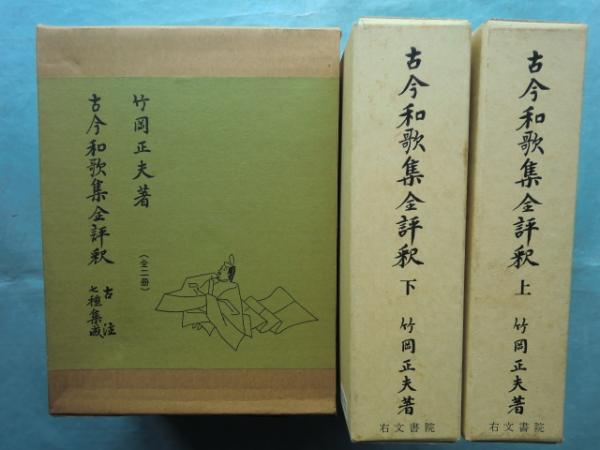 竹岡正夫著
古今和歌集全評釈
(全二冊)
古注
七種集成
古今和歌集全評釈 下 竹岡正夫著
右文書院
古今和歌集全評釈 上 竹岡正夫著
右文書院